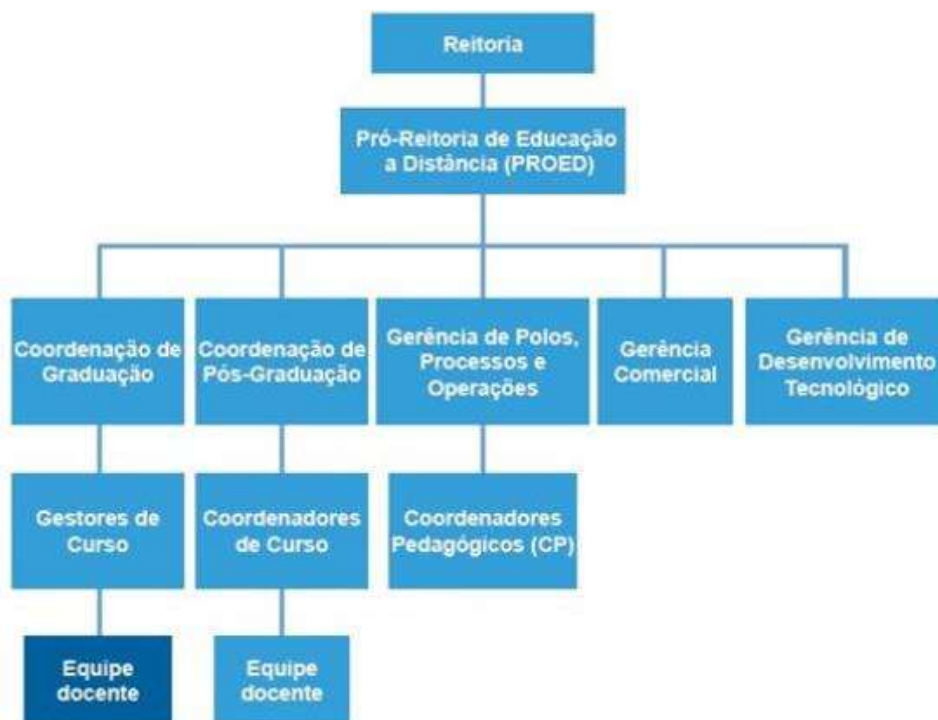 Reitoria
Pró-Reitoria de Educação
a Distância (PROED)
Coordenação de
Graduação
Coordenação de
Pós-Graduação
Gerência de Polos,
Processos e
Operações
Gerência
Comercial
Gerência de
Desenvolvimento
Tecnológico
Gestores de
Curso
Coordenadores
de Curso
Coordenadores
Pedagógicos (CP)
Equipe
docente
Equipe
docente